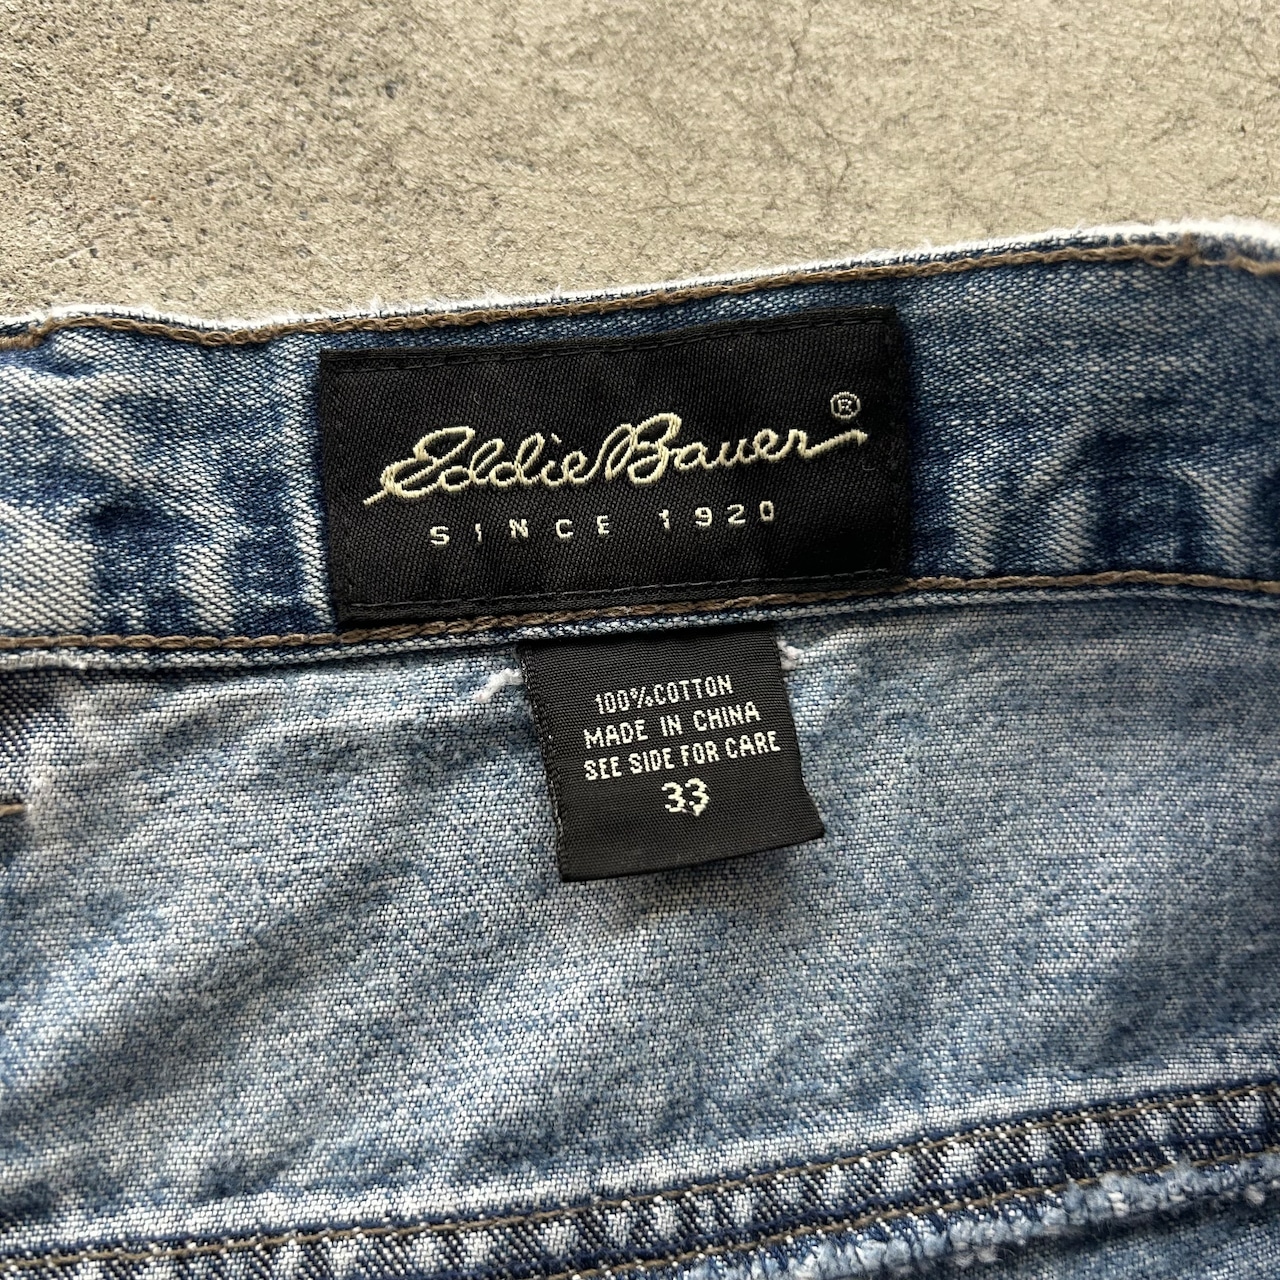 Eddie Bauer®
SINCE 1920
100%COTTON
MADE IN CHINA
SEE SIDE FOR CARE
33